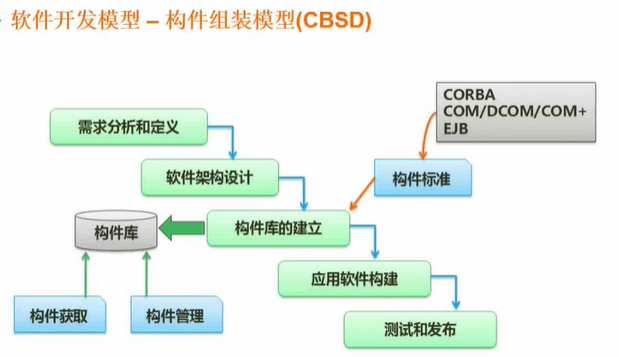 软件开发模型 – 构件组装模型(CBSD)
CORBA
COM/DCOM/COM+
EJB
需求分析和定义
软件架构设计
构件标准
构件库
构件库的建立
应用软件构建
构件获取
构件管理
测试和发布